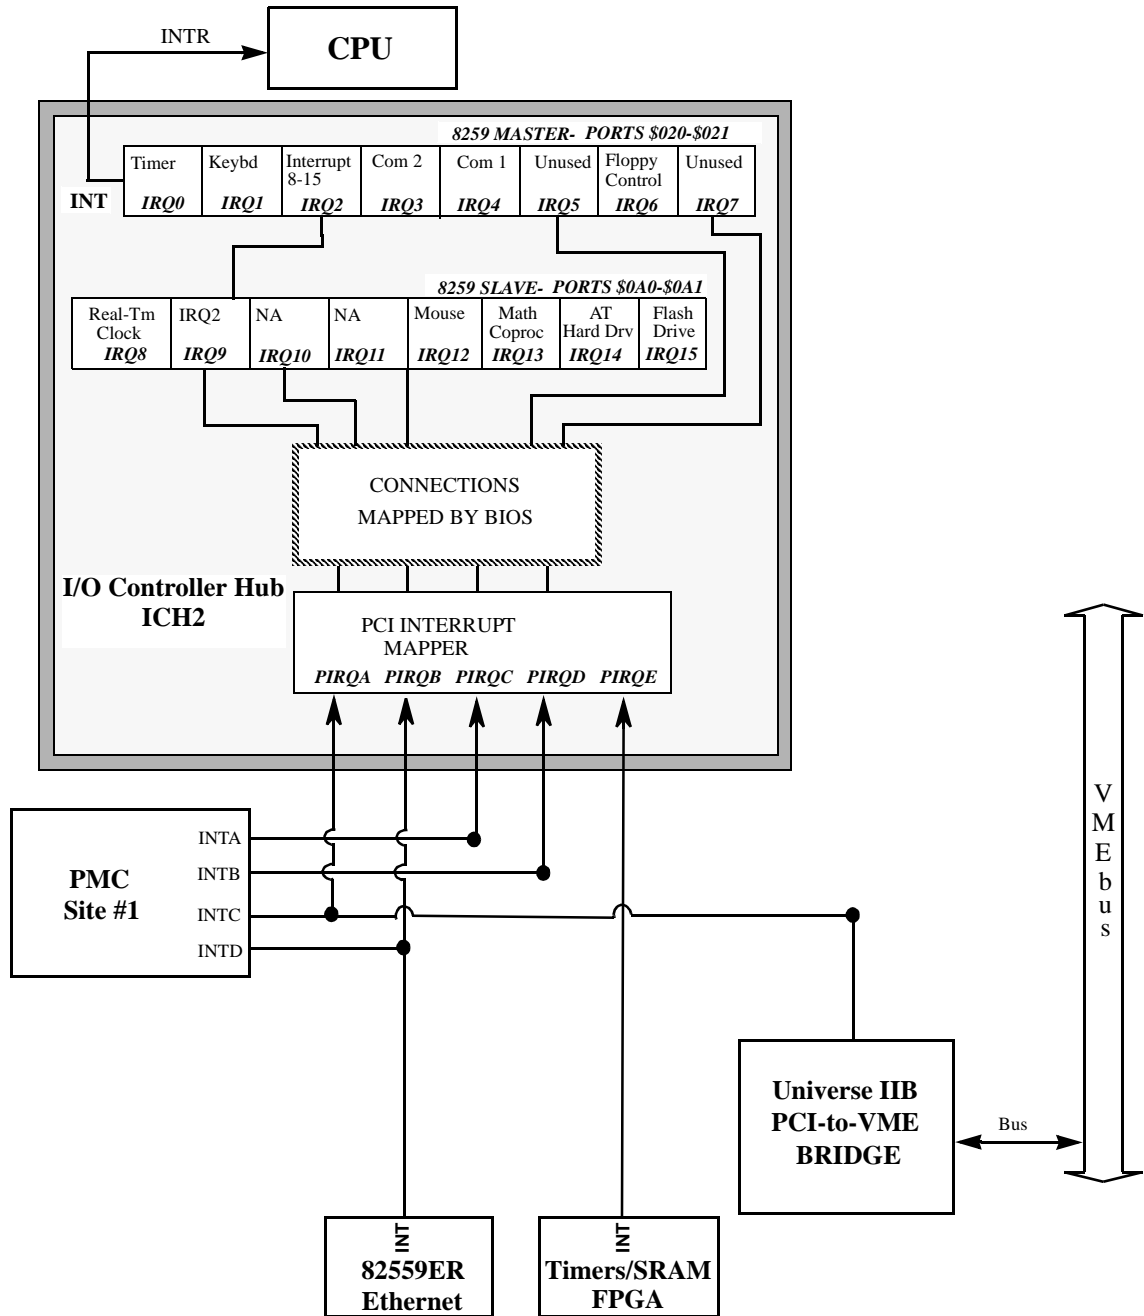 INTR
CPU
8259 MASTER- PORTS $020-$021
Timer Keybd Interrupt Com 2 Com 1 Unused Floppy Unused
8-15 Control
INT
IRQ0 IRQ1 IRQ2 IRQ3 IRQ4 IRQ5 IRQ6 IRQ7
8259 SLAVE- PORTS $0A0-$0A1
Real-Tm IRQ2 NA NA Mouse Math AT Flash
Clock Coproc Hard Drv Drive
IRQ8 IRQ9 IRQ10 IRQ11 IRQ12 IRQ13 IRQ14 IRQ15
CONNECTIONS
MAPPED BY BIOS
I/O Controller Hub
ICH2
PCI INTERRUPT
MAPPER
PIRQA PIRQB PIRQC PIRQD PIRQE
PMC
Site #1
INTA
INTB
INTC
INTD
VMEbus
Universe IIB
PCI-to-VME
BRIDGE
Bus
INT
82559ER
Ethernet
INT
Timers/SRAM
FPGA